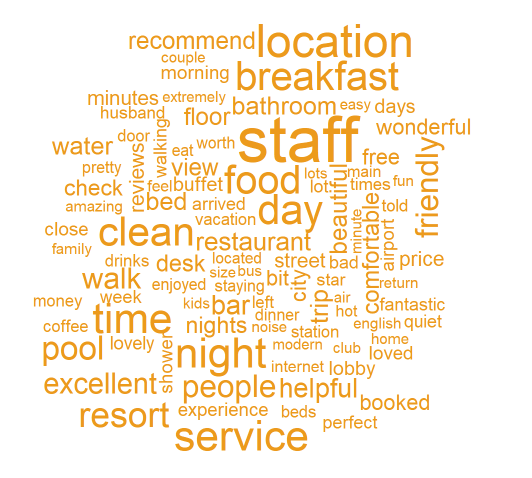 recommend
location
couple
morning
breakfast
minutes
extremely
husband
floor
bathroom
easy
days
wonderful
door
walking
worth
staff
water
reviews
eat
view
free
friendly
pretty
lots
main
check
feel
buffet
food
lot
times
fun
amazing
bed
arrived
day
beautiful
comfortable
told
vacation
minute
airport
close
clean
restaurant
family
drinks
desk
located
street
bad
price
size
bus
walk
enjoyed
staying
bit
city
star
return
money
week
kids
bar
left
trip
air
hot
fantastic
time
dinner
coffee
nights
noise
station
english
quiet
pool
lovely
shower
night
modern
club
home
loved
internet
lobby
excellent
people
helpful
resort
experience
beds
booked
service
perfect